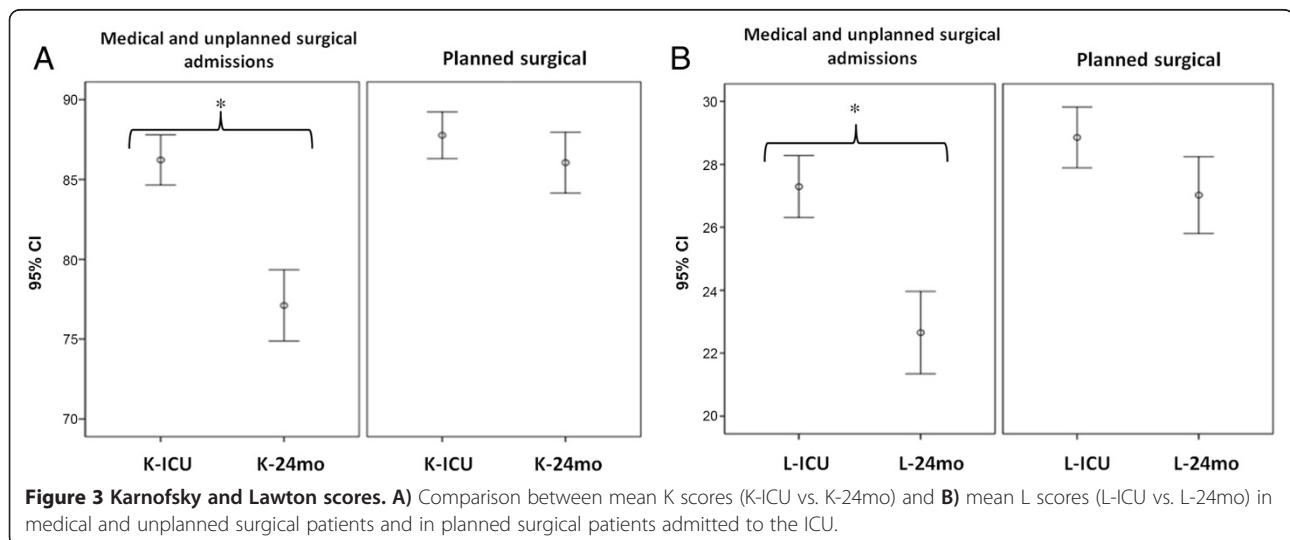 A
Medical and unplanned surgical
admissions
Planned surgical
*
90
85
80
75
70
95% CI
K-ICU K-24mo K-ICU K-24mo
B
Medical and unplanned surgical
admissions
Planned surgical
*
30
28
26
24
22
20
95% CI
L-ICU L-24mo L-ICU L-24mo
Figure 3 Karnofsky and Lawton scores. A) Comparison between mean K scores (K-ICU vs. K-24mo) and B) mean L scores (L-ICU vs. L-24mo) in
medical and unplanned surgical patients and in planned surgical patients admitted to the ICU.